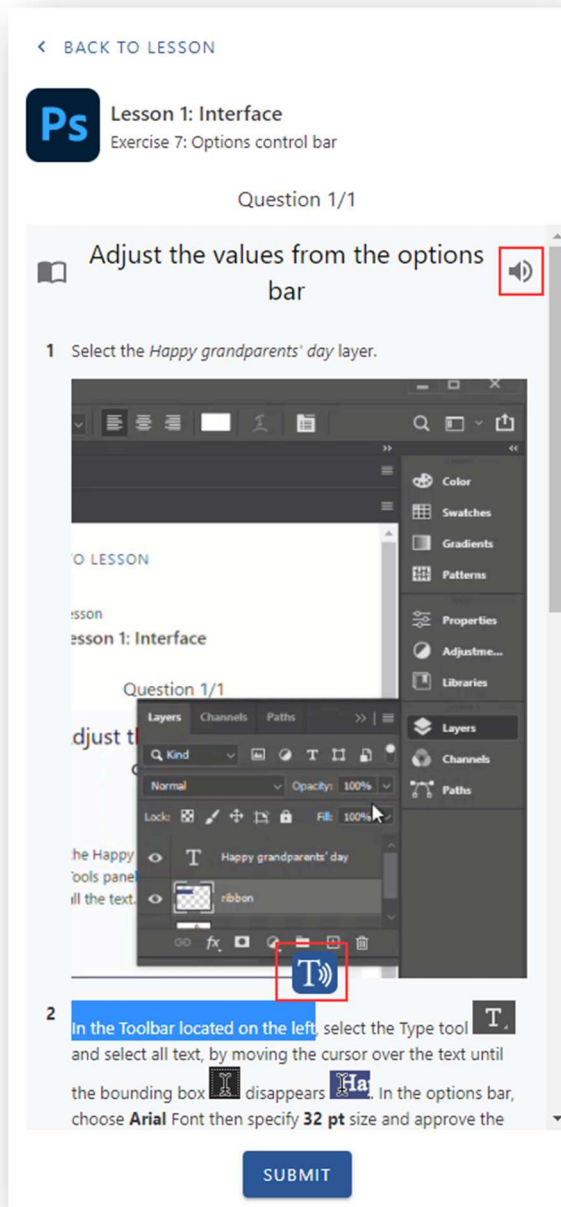 BACK TO LESSON
Ps
Lesson 1: Interface
Exercise 7: Options control bar
Question 1/1
Adjust the values from the options
bar
1 Select the Happy grandparents' day layer.
Color
Swatches
Gradients
Patterns
O LESSON
Properties
esson
esson 1: Interface
Adjustme...
Libraries
Question 1/1
Layers Channels Paths
Layers
djust t
Kind
Channels
Normal Opacity: 100%
Paths
Lock: Fill: 100%
he Happy
T Happy grandparents' day
ools panel
ll the text.
ribbon
fx
T
2 In the Toolbar located on the left, select the Type tool T
and select all text, by moving the cursor over the text until
the bounding box disappears Ha. In the options bar,
choose Arial Font then specify 32 pt size and approve the
SUBMIT